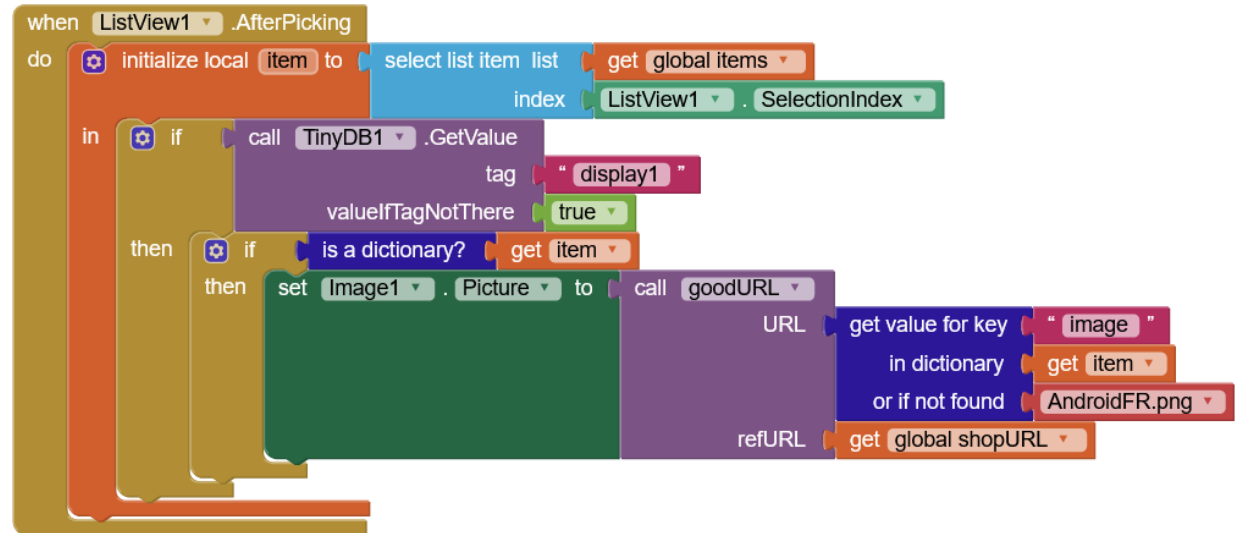 when ListView1 .AfterPicking
do initialize local item to select list item list get global items
index ListView1 . SelectionIndex
in if call TinyDB1 .GetValue
tag “ display1 ”
valueIfTagNotThere true
then if is a dictionary? get item
then set Image1 . Picture to call goodURL
URL get value for key “ image ”
in dictionary get item
or if not found AndroidFR.png
refURL get global shopURL